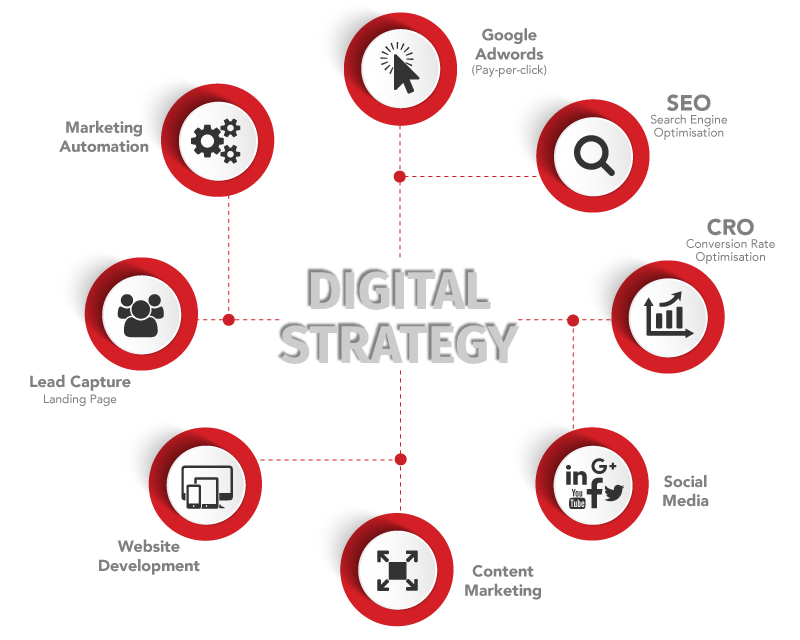 Google
Adwords
(Pay-per-click)
SEO
Search Engine
Optimisation
Marketing
Automation
CRO
Conversion Rate
Optimisation
DIGITAL
STRATEGY
Lead Capture
Landing Page
in G+
You
Tube
f
Social
Media
Website
Development
Content
Marketing